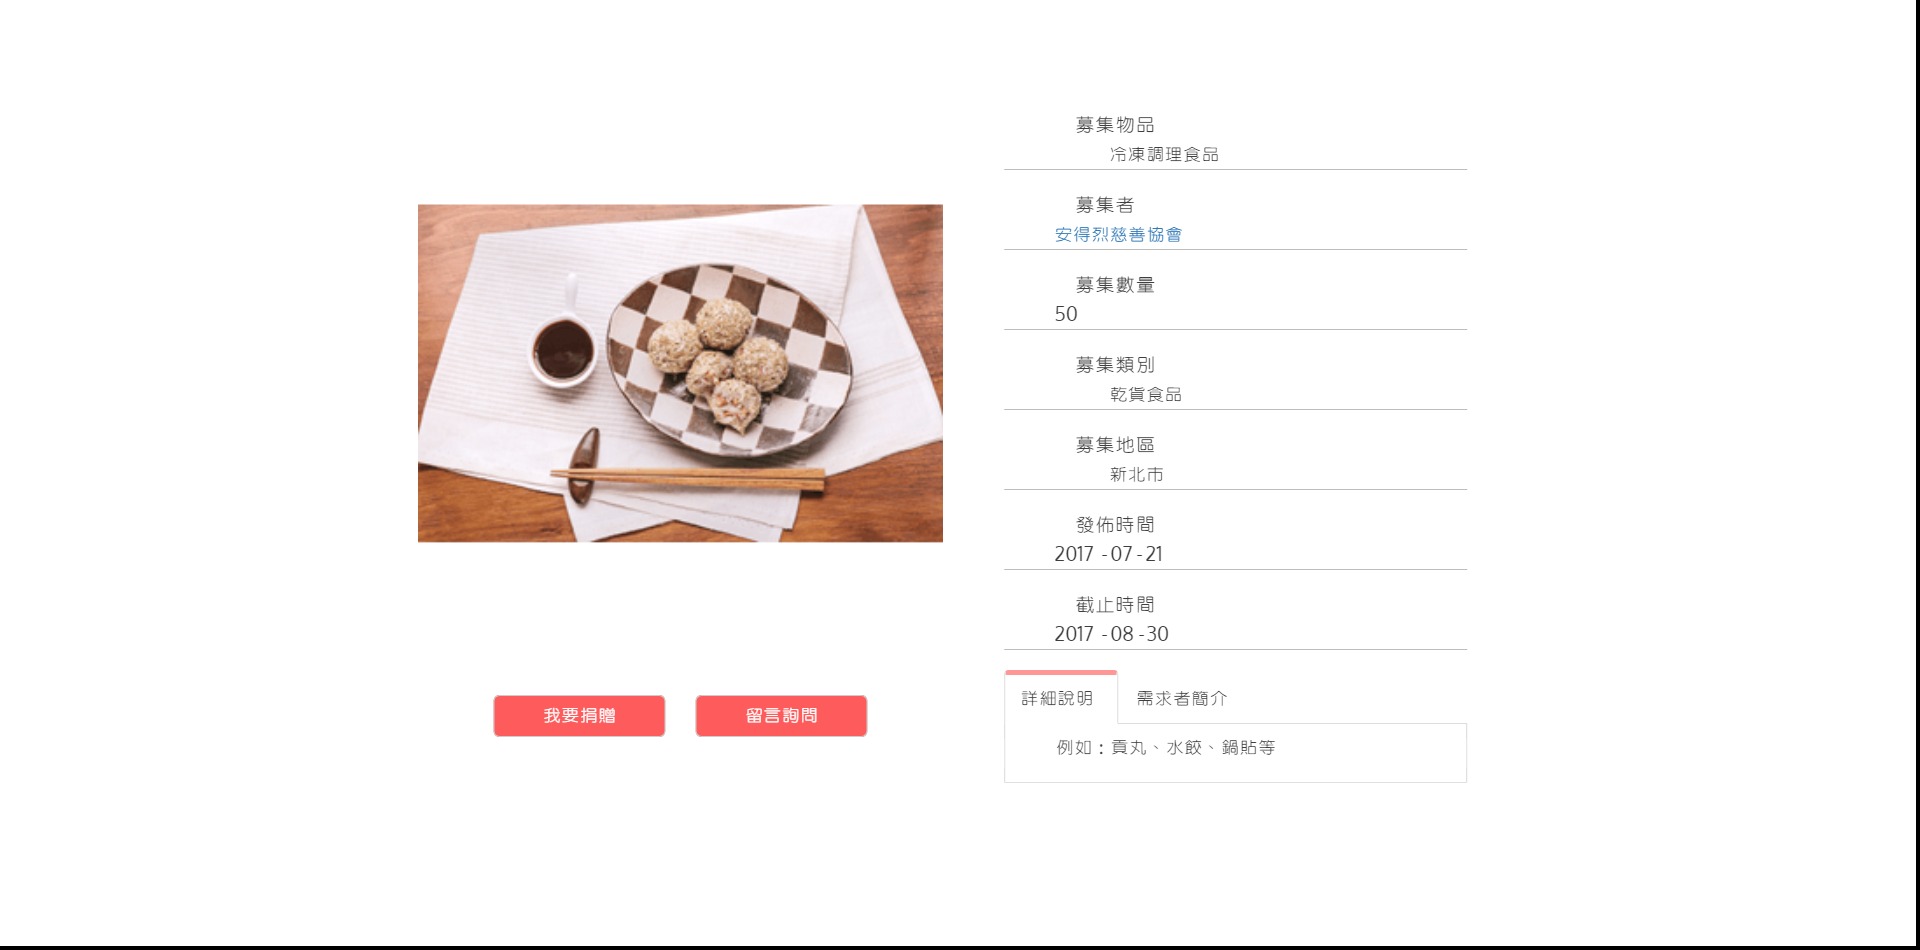 募集物品
冷凍調理食品
募集者
安得烈慈善協會
募集數量
50
募集類別
乾貨食品
募集地區
新北市
發佈時間
2017 -07 -21
截止時間
2017 -08 -30
我要捐贈
留言詢問
詳細說明
需求者簡介
例如：貢丸、水餃、鍋貼等